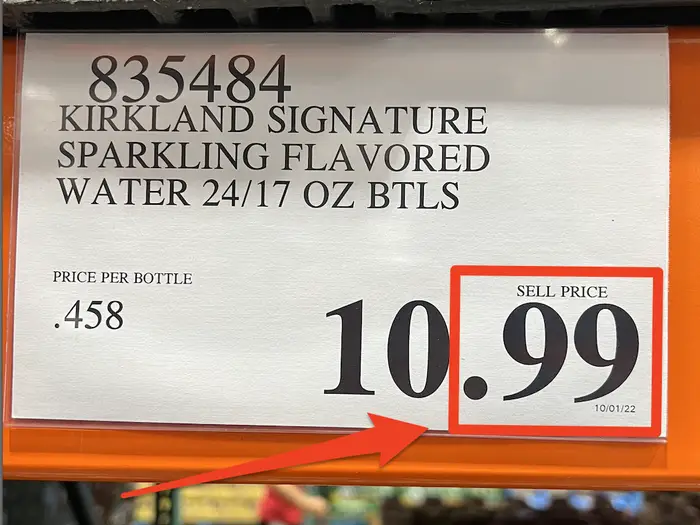 835484
KIRKLAND SIGNATURE
SPARKLING FLAVORED
WATER 24/17 OZ BTLS
PRICE PER BOTTLE
.458
SELL PRICE
10.99
10/01/22